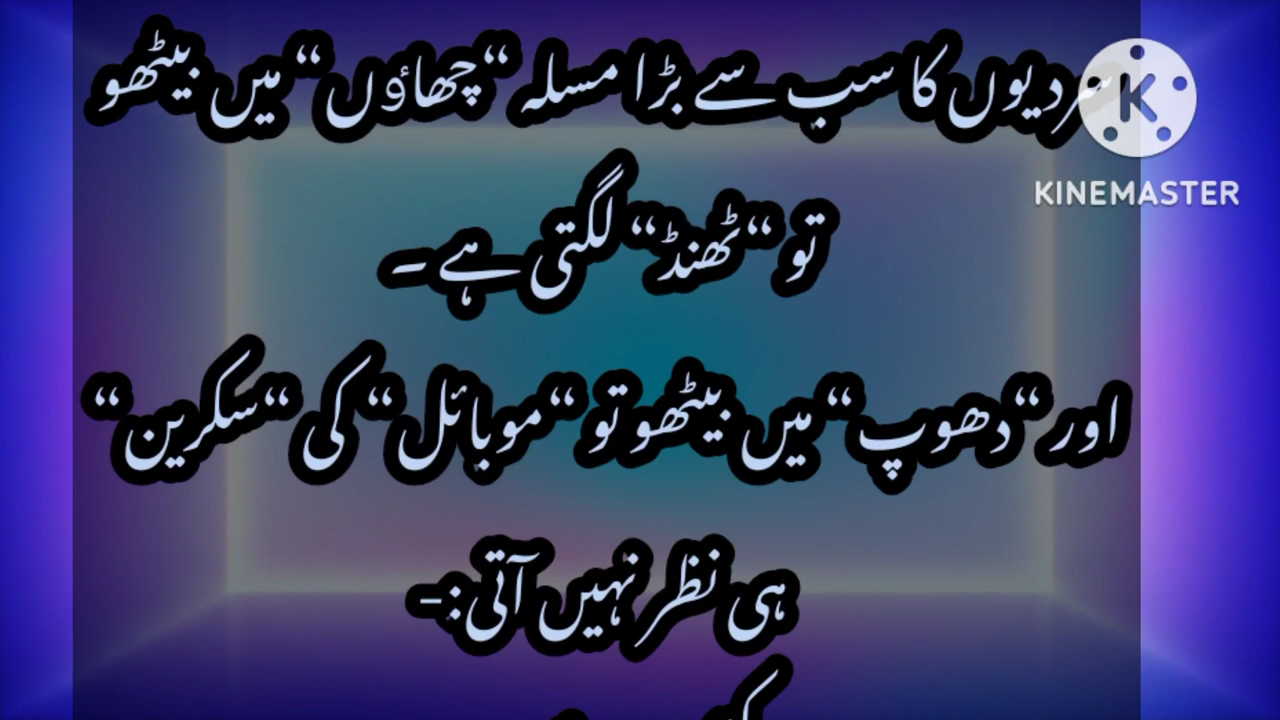 سردیوں کا سب سے بڑا مسلہ “چھاؤں“ میں بیٹھو
تو “ٹھنڈ“ لگتی ہے۔
اور “دھوپ“ میں بیٹھو تو “موبائل“ کی “سکرین“
ہی نظر نہیں آتی:-
KINEMASTER